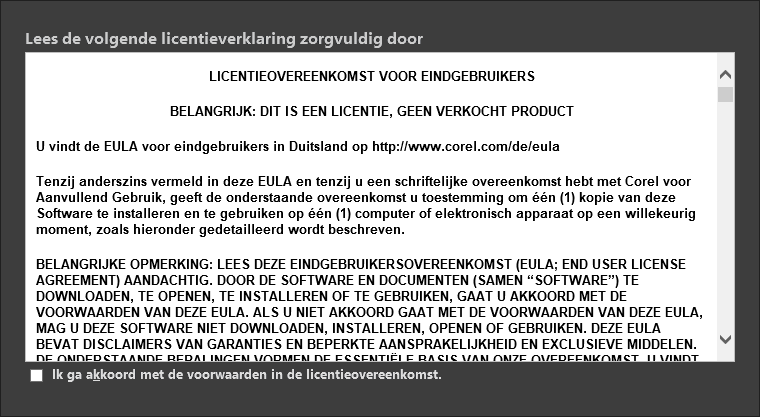 Lees de volgende licentieverklaring zorgvuldig door
LICENTIEOVEREENKOMST VOOR EINDGEBRUIKERS
BELANGRIJK: DIT IS EEN LICENTIE, GEEN VERKOCHT PRODUCT
U vindt de EULA voor eindgebruikers in Duitsland op http://www.corel.com/de/eula
Tenzij anderszins vermeld in deze EULA en tenzij u een schriftelijke overeenkomst hebt met Corel voor
Aanvullend Gebruik, geeft de onderstaande overeenkomst u toestemming om één (1) kopie van deze
Software te installeren en te gebruiken op één (1) computer of elektronisch apparaat op een willekeurig
moment, zoals hieronder gedetailleerd wordt beschreven.
BELANGRIJKE OPMERKING: LEES DEZE EINDGEBRUIKERSOVEREENKOMST (EULA; END USER LICENSE
AGREEMENT) AANDACHTIG. DOOR DE SOFTWARE EN DOCUMENTEN (SAMEN “SOFTWARE”) TE
DOWNLOADEN, TE OPENEN, TE INSTALLEREN OF TE GEBRUIKEN, GAAT U AKKOORD MET DE
VOORWAARDEN VAN DEZE EULA. ALS U NIET AKKOORD GAAT MET DE VOORWAARDEN VAN DEZE EULA,
MAG U DEZE SOFTWARE NIET DOWNLOADEN, INSTALLEREN, OPENEN OF GEBRUIKEN. DEZE EULA
BEVAT DISCLAIMERS VAN GARANTIES EN BEPERKTE AANSPRAKELIJKHEID EN EXCLUSIEVE MIDDELEN.
DE ONDERSTAANDE BEPALINGEN VORMEN DE ESSENTIËLE BASIS VAN ONZE OVEREENKOMST. U VINDT
Ik ga akkoord met de voorwaarden in de licentieovereenkomst.